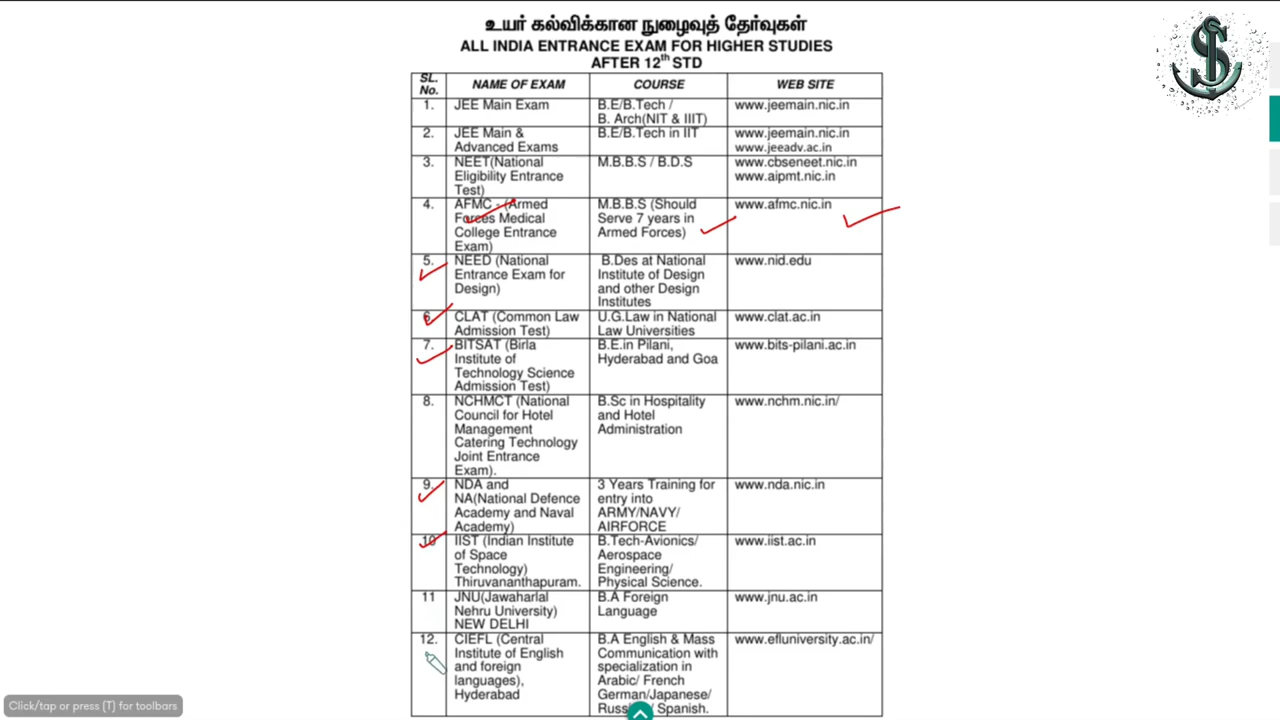 உயர் கல்விக்கான நுழைவுத் தேர்வுகள்
ALL INDIA ENTRANCE EXAM FOR HIGHER STUDIES
AFTER 12th STD
SL. No. NAME OF EXAM COURSE WEB SITE
1. JEE Main Exam B.E/B.Tech / www.jeemain.nic.in
B. Arch(NIT & IIIT)
2. JEE Main & B.E/B.Tech in IIT www.jeemain.nic.in
Advanced Exams www.jeeadv.ac.in
3. NEET(National M.B.B.S / B.D.S www.cbseneet.nic.in
Eligibility Entrance www.aipmt.nic.in
Test)
4. AFMC - (Armed M.B.B.S (Should www.afmc.nic.in
Forces Medical Serve 7 years in
College Entrance Armed Forces)
Exam)
5. NEED (National B.Des at National www.nid.edu
Entrance Exam for Institute of Design
Design) and other Design
Institutes
6 CLAT (Common Law U.G.Law in National www.clat.ac.in
Admission Test) Law Universities
7. BITSAT (Birla B.E.in Pilani, www.bits-pilani.ac.in
Institute of Hyderabad and Goa
Technology Science
Admission Test)
8. NCHMCT (National B.Sc in Hospitality www.nchm.nic.in/
Council for Hotel and Hotel
Management Administration
Catering Technology
Joint Entrance
Exam).
9. NDA and 3 Years Training for www.nda.nic.in
NA(National Defence entry into
Academy and Naval ARMY/NAVY/
Academy) AIRFORCE
10 IIST (Indian Institute B.Tech-Avionics/ www.iist.ac.in
of Space Aerospace
Technology) Engineering/
Thiruvananthapuram. Physical Science.
11 JNU(Jawaharlal B.A Foreign www.jnu.ac.in
Nehru University) Language
NEW DELHI
12. CIEFL (Central B.A English & Mass www.efluniversity.ac.in/
Institute of English Communication with
and foreign specialization in
languages), Arabic/ French
Hyderabad German/Japanese/
Spanish.
Click/tap or press (T) for toolbars